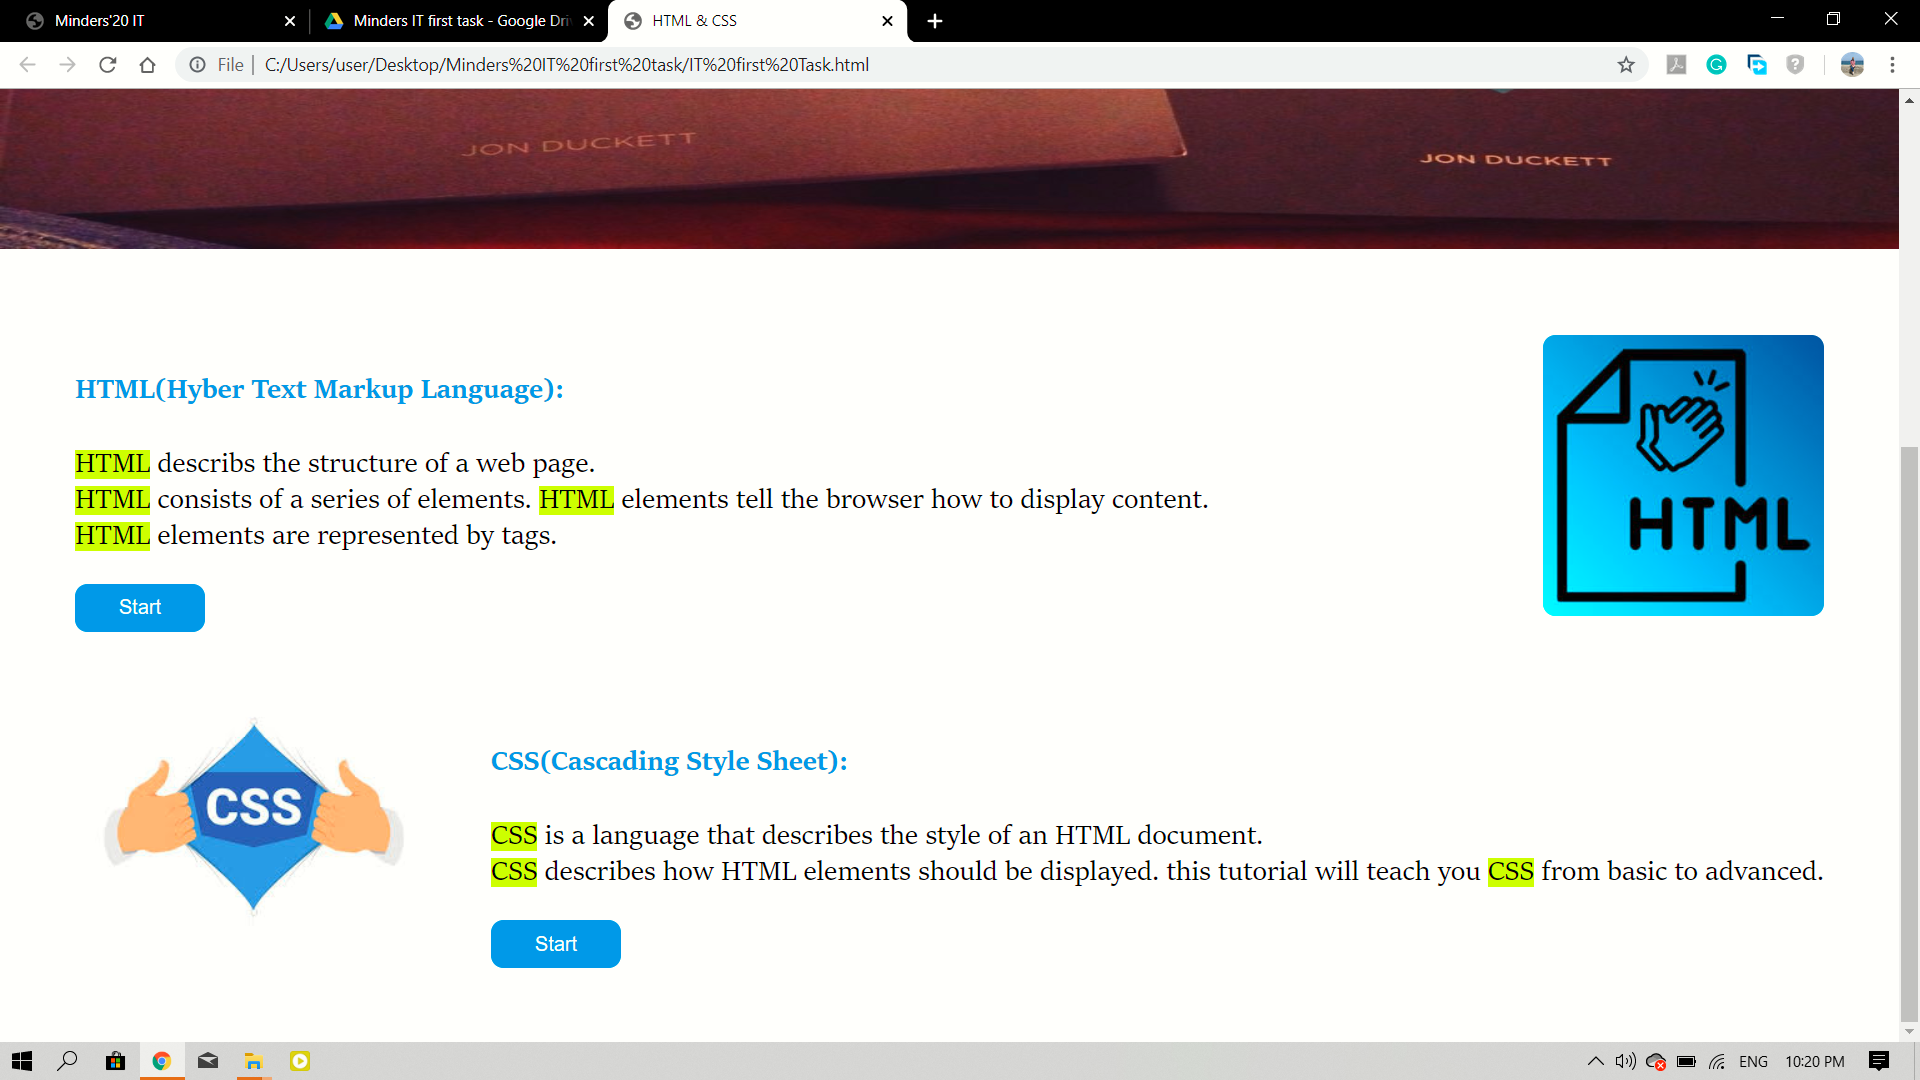 Minders'20 IT
Minders IT first task - Google Dri
HTML & CSS
File
C:/Users/user/Desktop/Minders%20IT%20first%20task/IT%20first%20Task.html
JON DUCKETT
JON DUCKETT
HTML(Hyber Text Markup Language):
HTML describs the structure of a web page.
HTML consists of a series of elements. HTML elements tell the browser how to display content.
HTML elements are represented by tags.
Start
HTML
CSS
CSS(Cascading Style Sheet):
CSS is a language that describes the style of an HTML document.
CSS describes how HTML elements should be displayed. this tutorial will teach you CSS from basic to advanced.
Start
ENG
10:20 PM